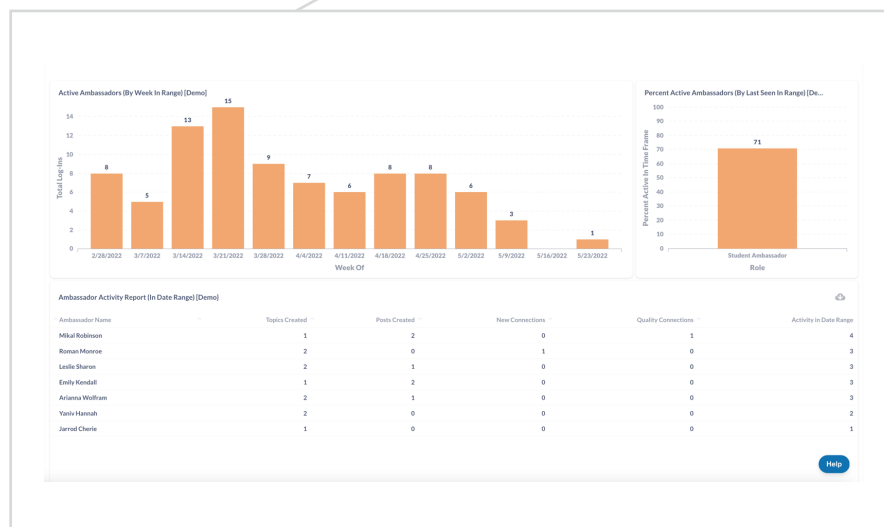 Active Ambassadors (By Week In Range) [Demo]
Total Log-Ins
14
12
10
8
6
4
2
0
8
5
13
15
9
7
6
8
8
6
3
1
2/28/2022 3/7/2022 3/14/2022 3/21/2022 3/28/2022 4/4/2022 4/11/2022 4/18/2022 4/25/2022 5/2/2022 5/9/2022 5/16/2022 5/23/2022
Week Of
Percent Active Ambassadors (By Last Seen In Range) [De...
Percent Active In Time Frame
100
90
80
70
60
50
40
30
20
10
0
71
Student Ambassador
Role
Ambassador Activity Report (In Date Range) [Demo]
Ambassador Name Topics Created Posts Created New Connections Quality Connections Activity in Date Range
Mikal Robinson 1 2 0 1 4
Roman Monroe 2 0 1 0 3
Leslie Sharon 2 1 0 0 3
Emily Kendall 1 2 0 0 3
Arianna Wolfram 2 1 0 0 3
Yaniv Hannah 2 0 0 0 2
Jarrod Cherie 1 0 0 0 1
Help